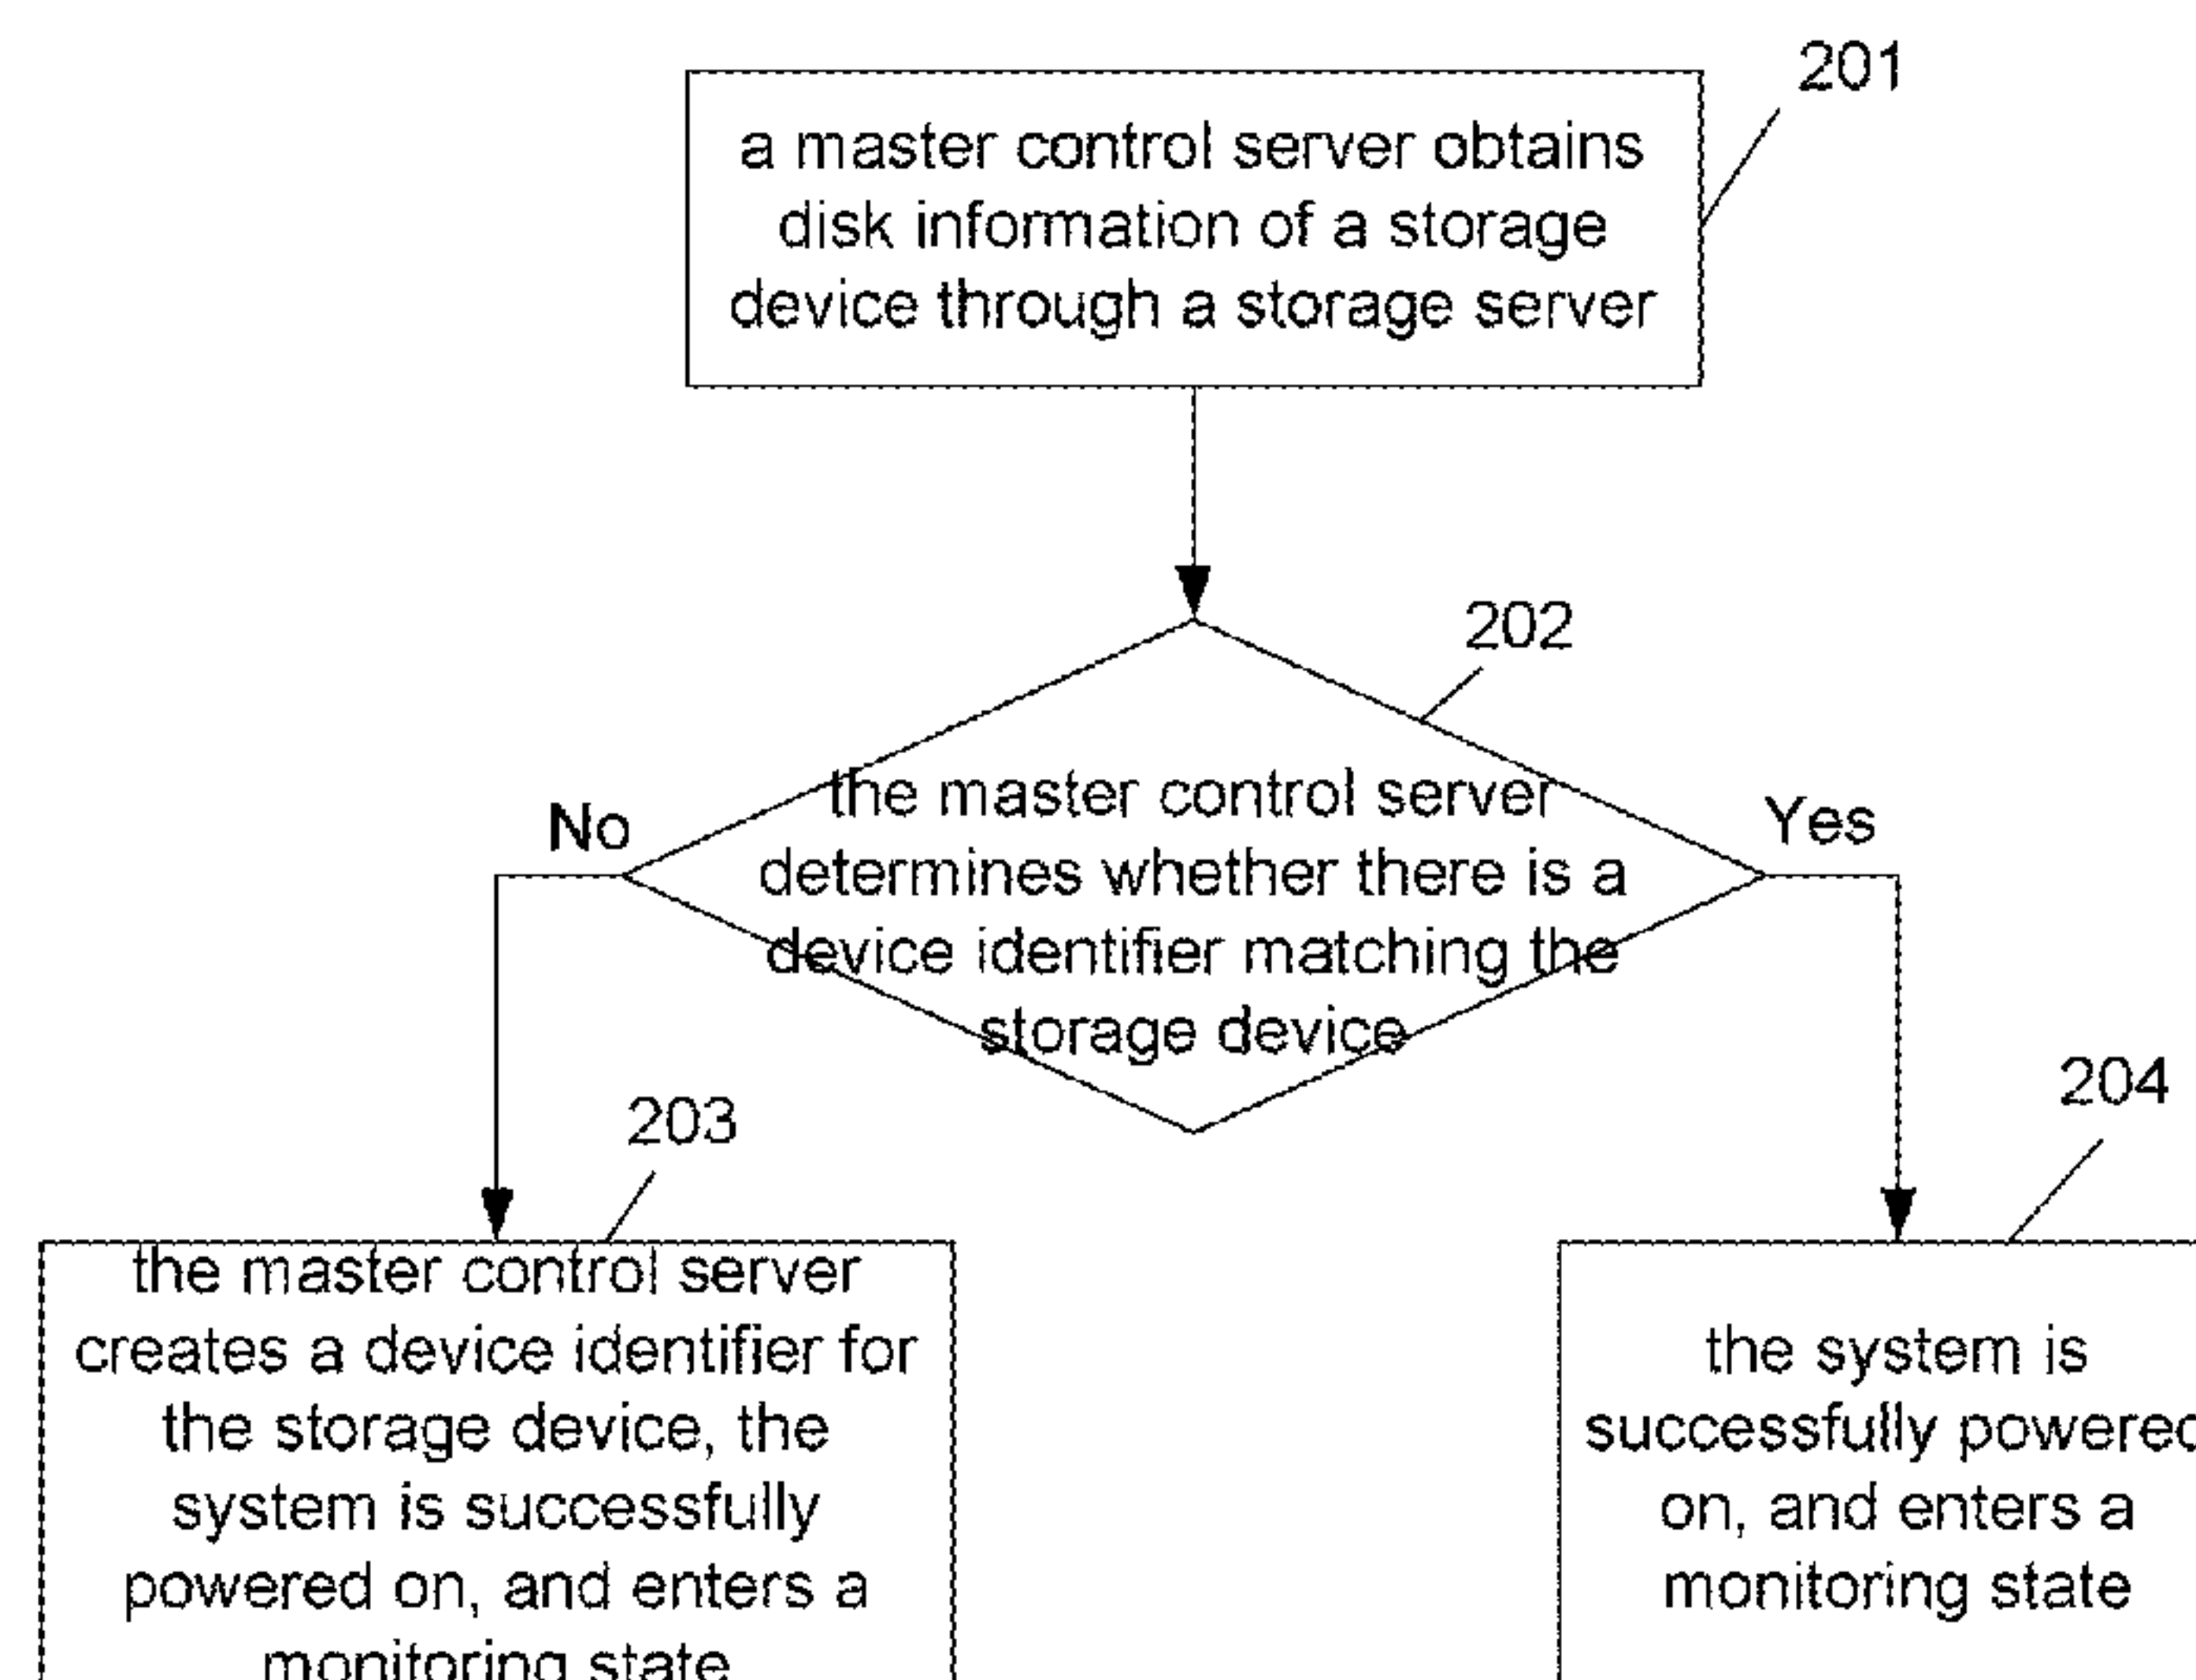 201
a master control server obtains
disk information of a storage
device through a storage server
202
the master control server
determines whether there is a
device identifier matching the
storage device
No
Yes
203
the master control server
creates a device identifier for
the storage device, the
system is successfully
powered on, and enters a
monitoring state
204
the system is
successfully powered
on, and enters a
monitoring state